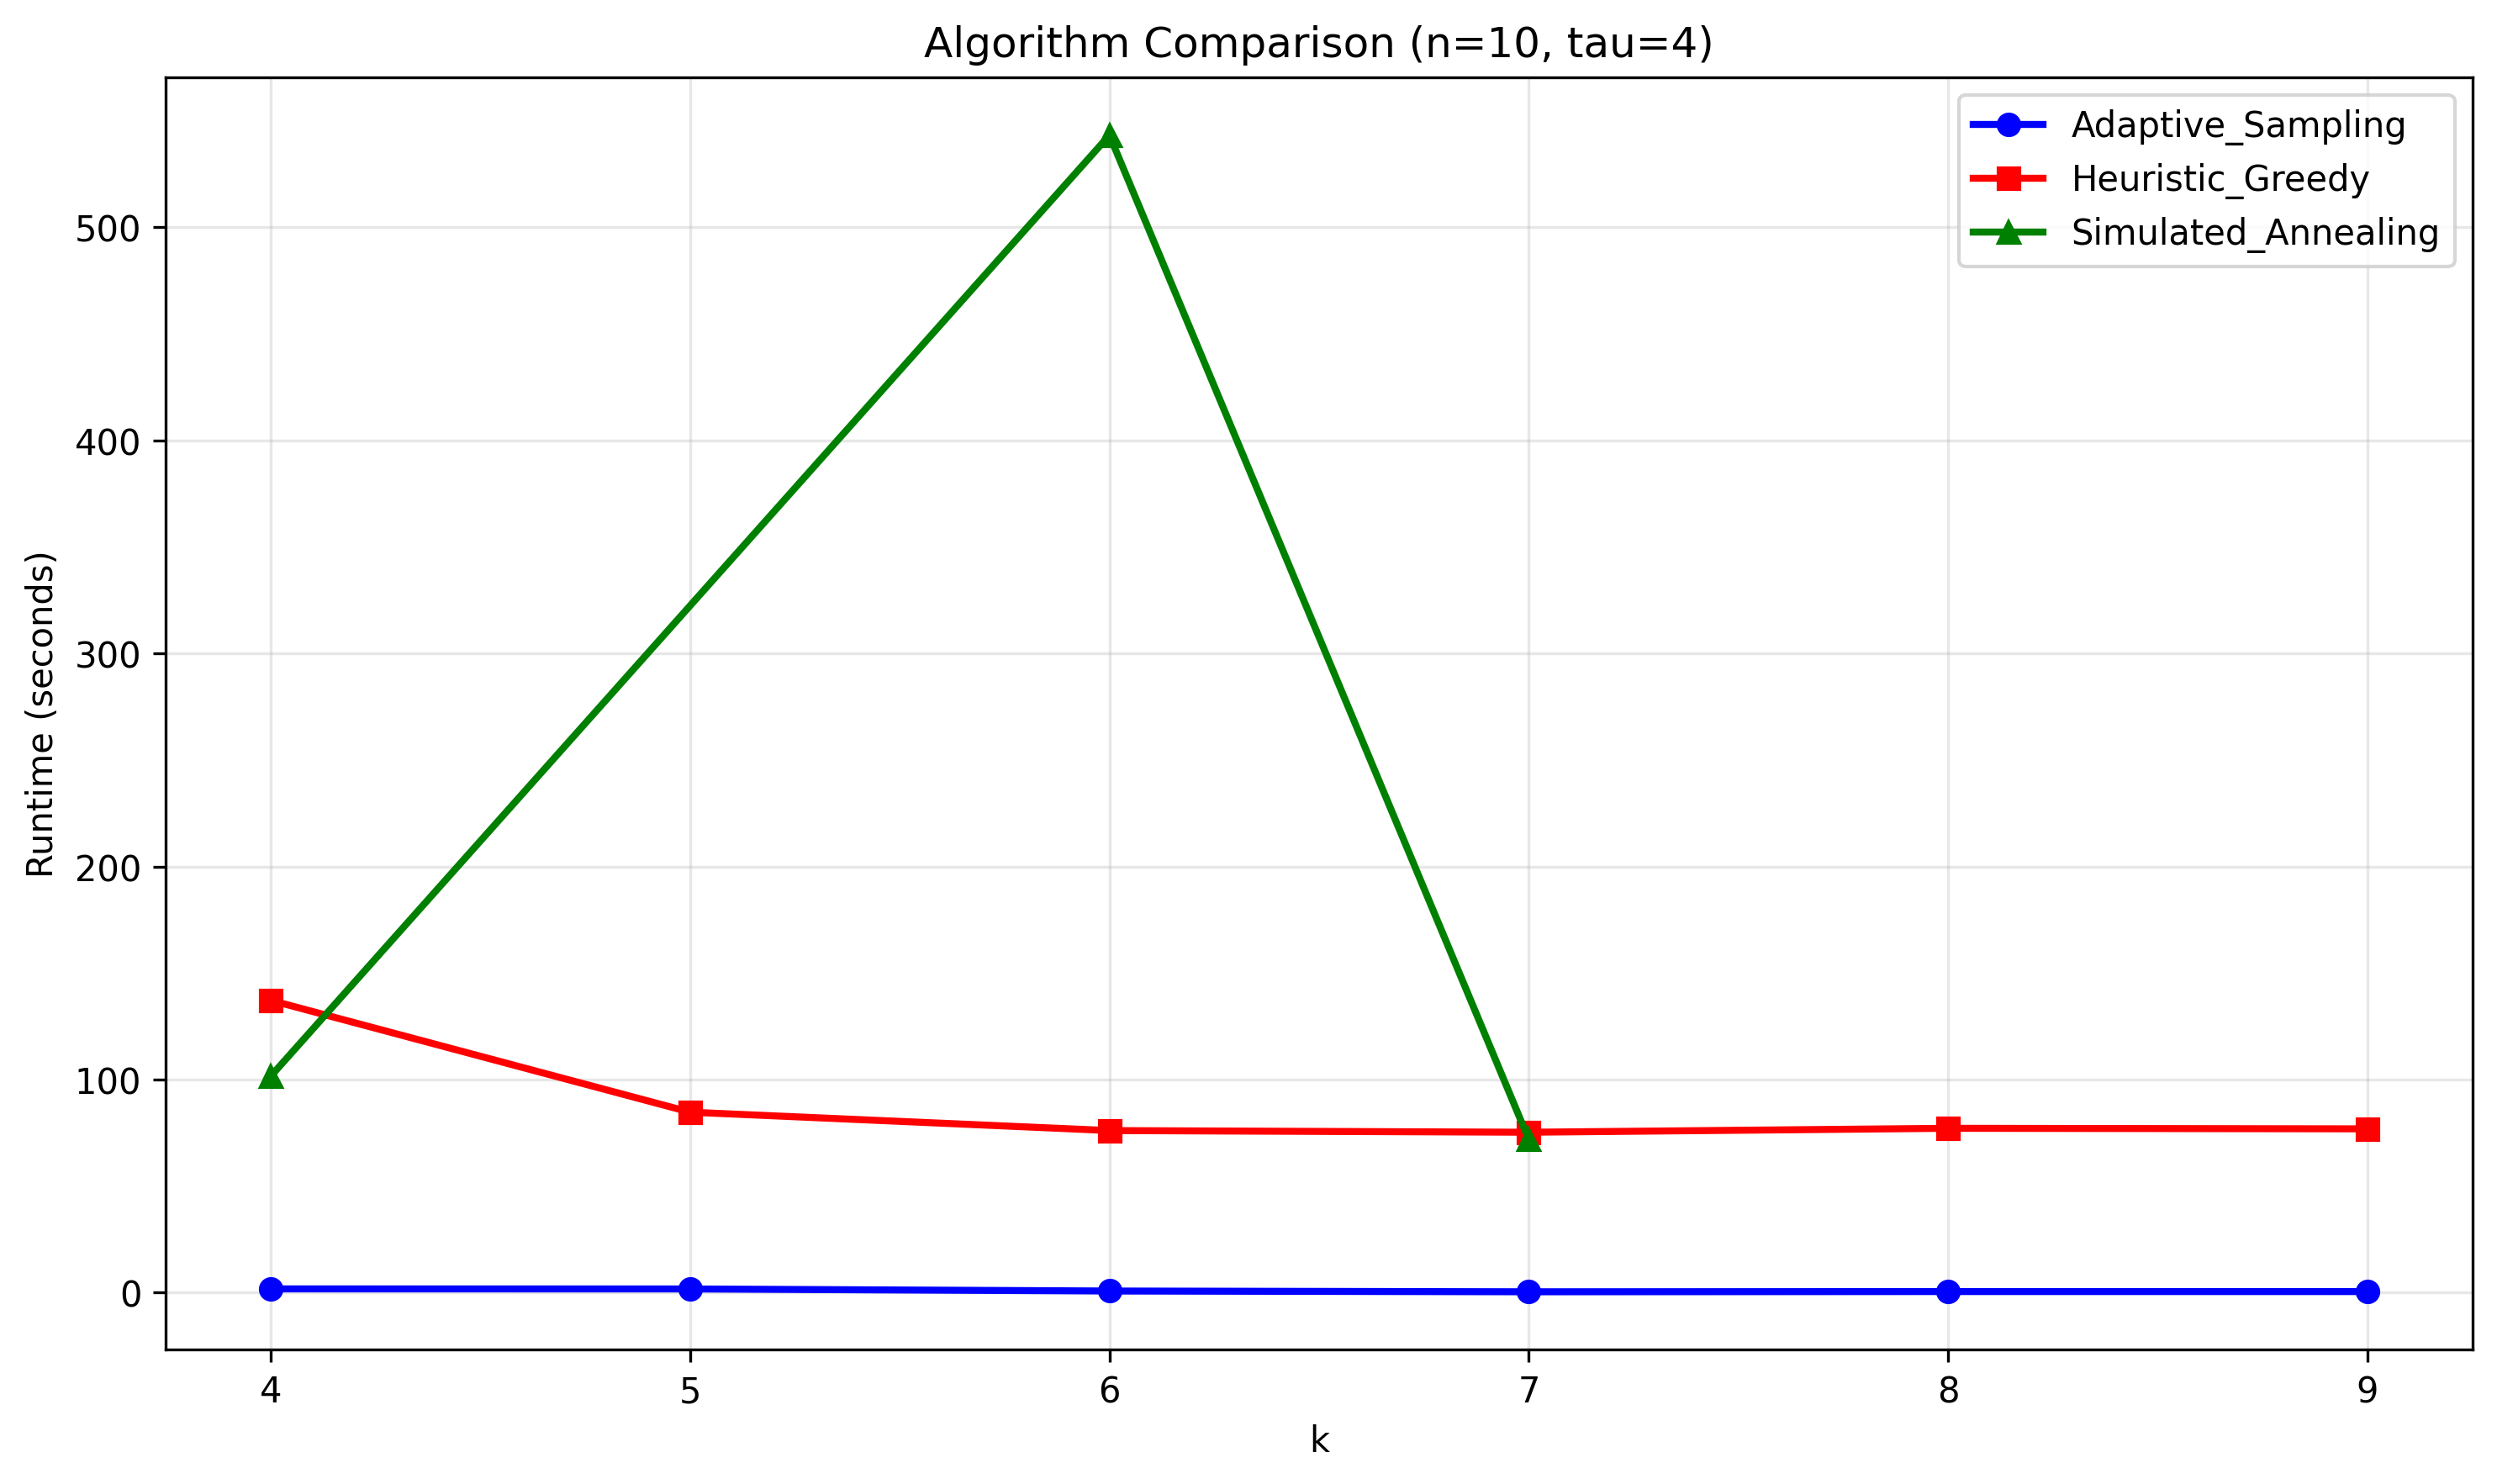 Algorithm Comparison (n=10, tau=4)
Adaptive_Sampling
Heuristic_Greedy
Simulated_Annealing
Runtime (seconds)
500
400
300
200
100
0
4 5 6 7 8 9
k